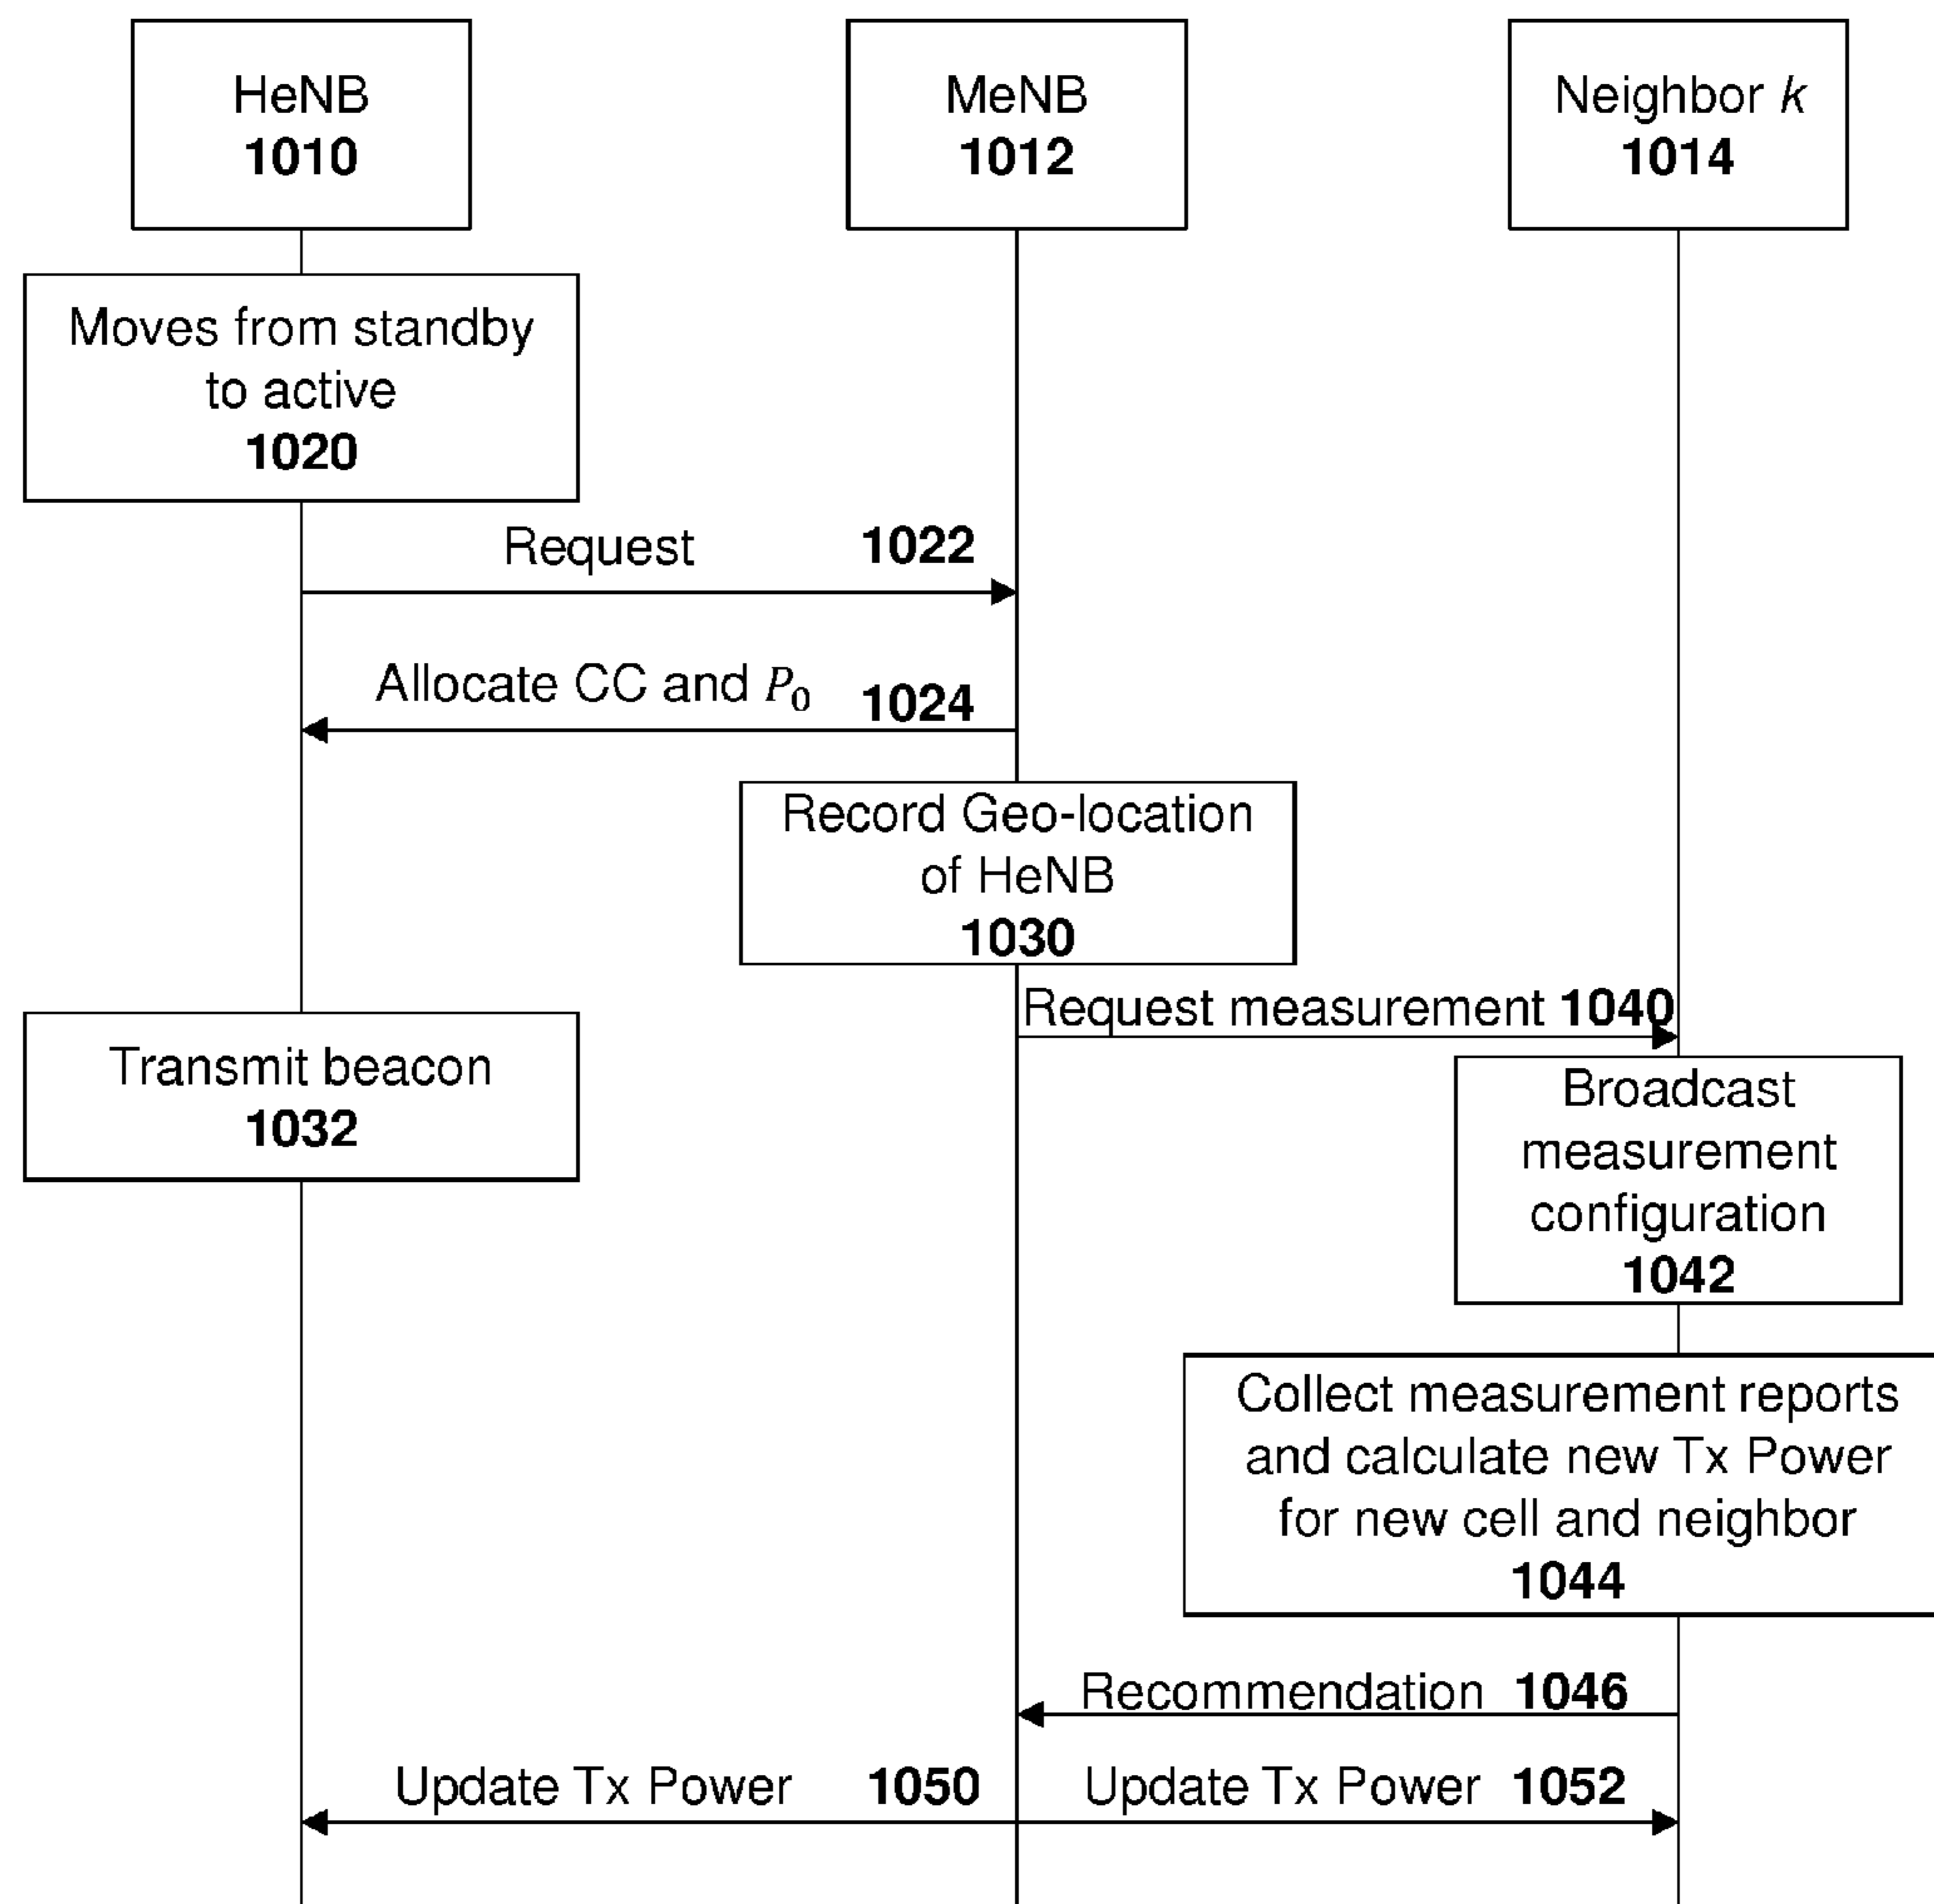 HeNB
1010
MeNB
1012
Neighbor k
1014
Moves from standby
to active
1020
Request 1022
Allocate CC and P0 1024
Record Geo-location
of HeNB
1030
Request measurement 1040
Transmit beacon
1032
Broadcast
measurement
configuration
1042
Collect measurement reports
and calculate new Tx Power
for new cell and neighbor
1044
Recommendation 1046
Update Tx Power 1050
Update Tx Power 1052